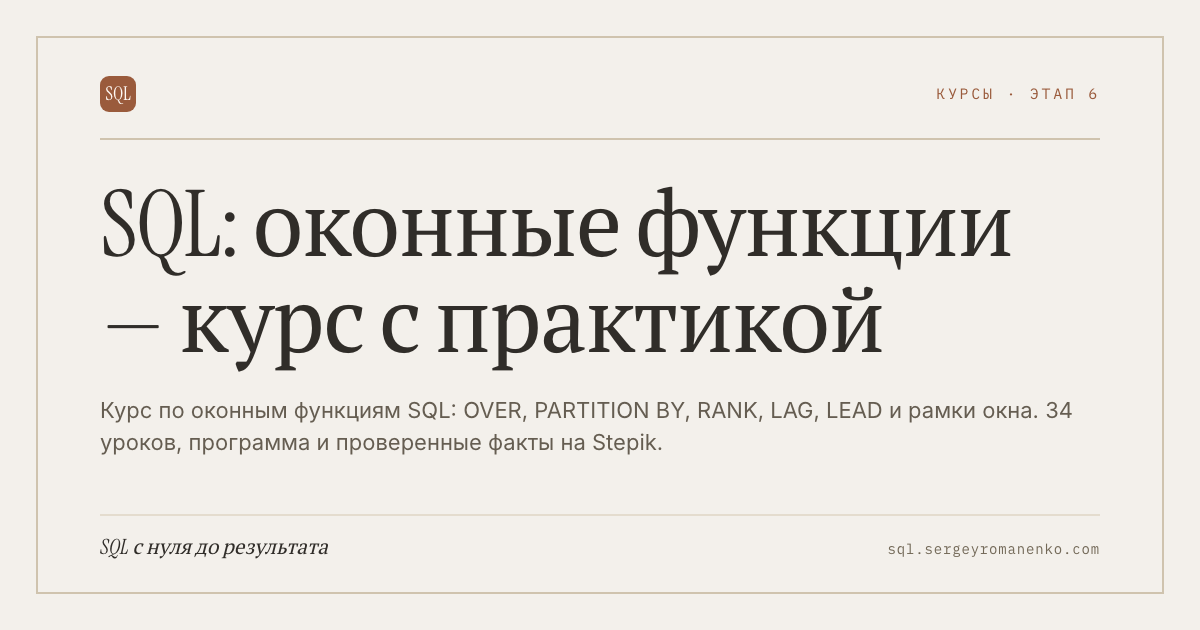 SQL
КУРСЫ · ЭТАП 6
SQL: оконные функции
— курс с практикой
Курс по оконным функциям SQL: OVER, PARTITION BY, RANK, LAG, LEAD и рамки окна. 34
уроков, программа и проверенные факты на Stepik.
SQL с нуля до результата
sql.sergeyromanenko.com